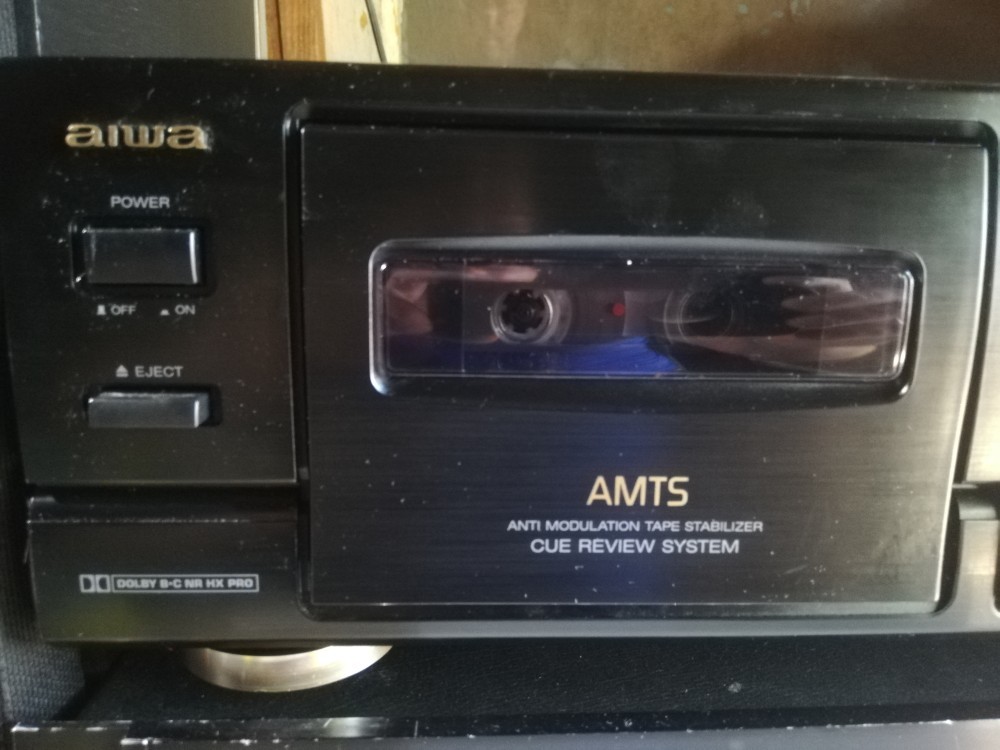 aiwa
POWER
OFF ON
EJECT
AMTS
ANTI MODULATION TAPE STABILIZER
CUE REVIEW SYSTEM
DOLBY B-C NR HX PRO